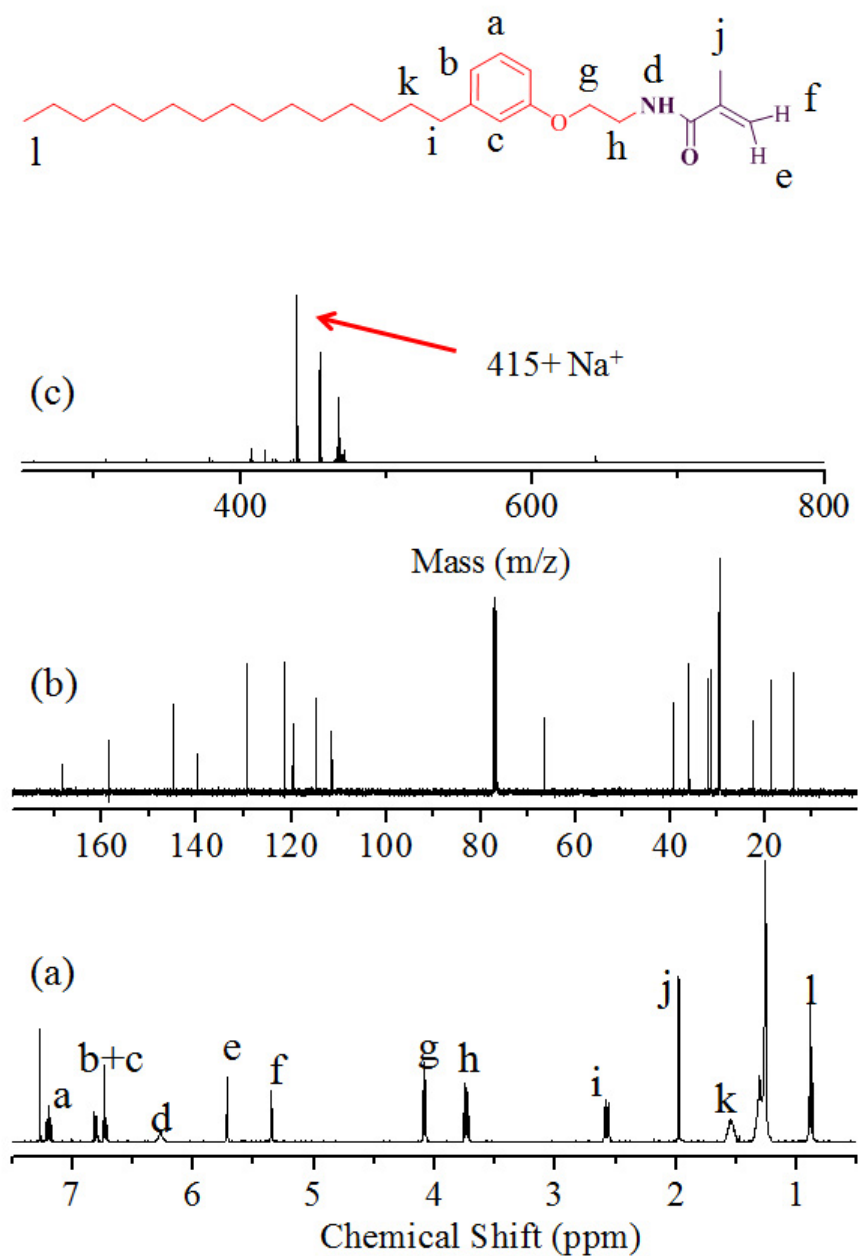 a
b
k
g
d
j
f
l
i
c
O
h
NH
O
H
H
e
(c)
415+ Na⁺
400 600 800
Mass (m/z)
(b)
160 140 120 100 80 60 40 20
(a)
a b+c d e f g h i j k l
7 6 5 4 3 2 1
Chemical Shift (ppm)